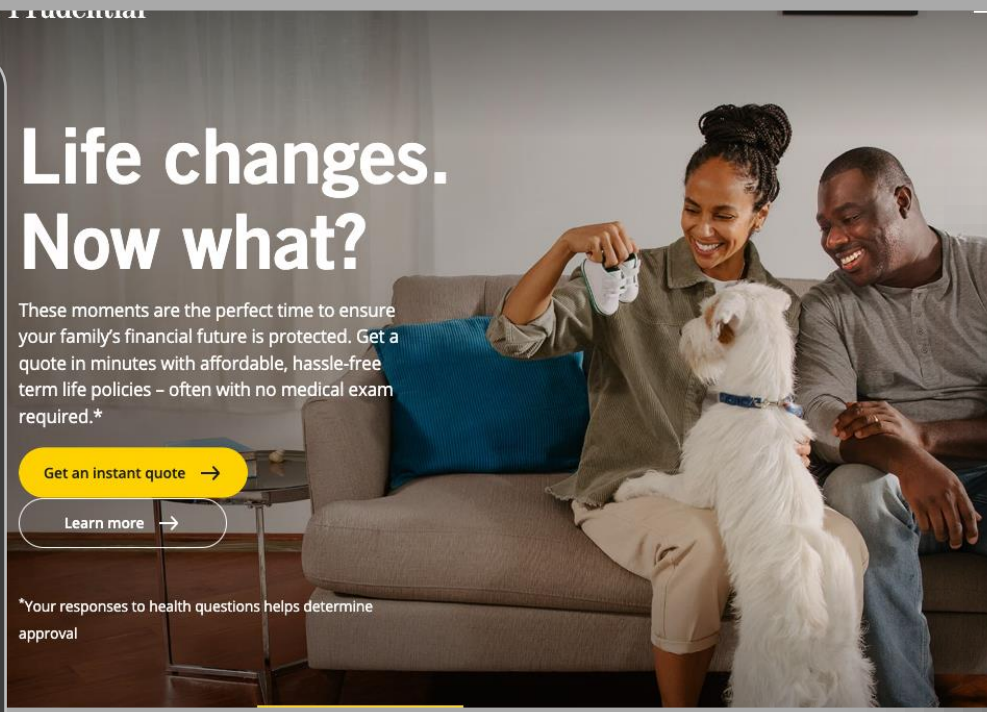 Prudential
Life changes.
Now what?
These moments are the perfect time to ensure
your family's financial future is protected. Get a
quote in minutes with affordable, hassle-free
term life policies – often with no medical exam
required.*
Get an instant quote →
Learn more →
*Your responses to health questions helps determine
approval